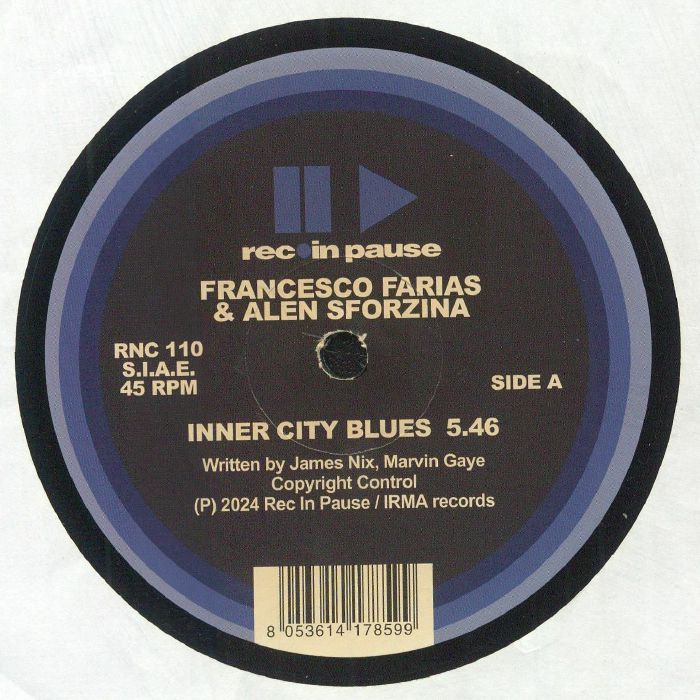 rec•in pause
FRANCESCO FARIAS
& ALEN SFORZINA
RNC 110
S.I.A.E.
45 RPM
SIDE A
INNER CITY BLUES 5.46
Written by James Nix, Marvin Gaye
Copyright Control
(P) 2024 Rec In Pause / IRMA records
8 053614 178599